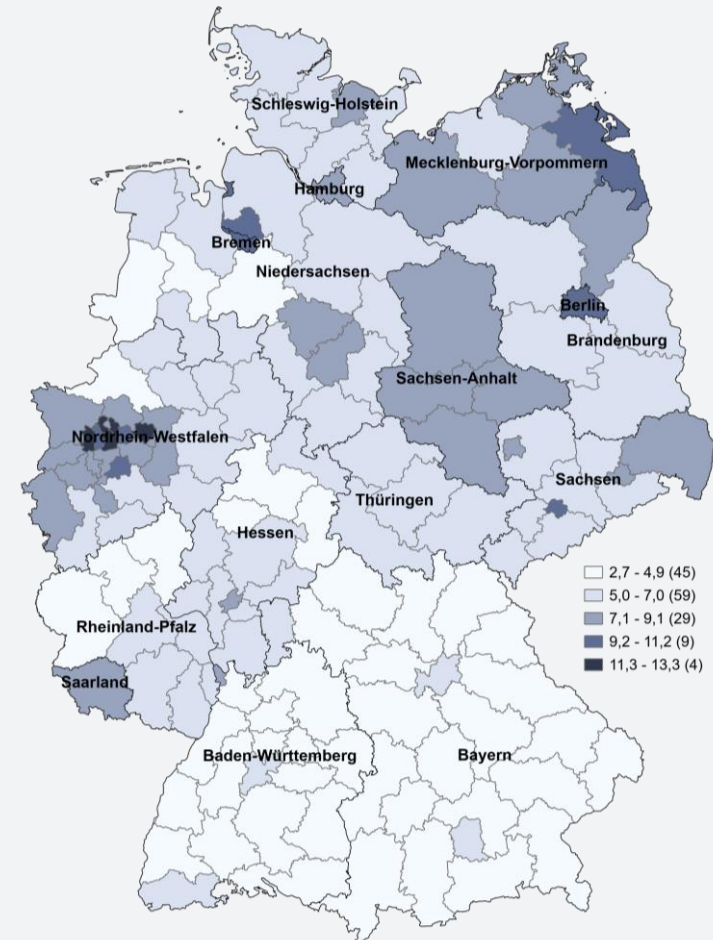 Schleswig-Holstein
Mecklenburg-Vorpommern
Hamburg
Bremen
Niedersachsen
Berlin
Brandenburg
Sachsen-Anhalt
Nordrhein-Westfalen
Sachsen
Thüringen
Hessen
Rheinland-Pfalz
Saarland
Baden-Württemberg
Bayern
2,7 - 4,9 (45)
5,0 - 7,0 (59)
7,1 - 9,1 (29)
9,2 - 11,2 (9)
11,3 - 13,3 (4)